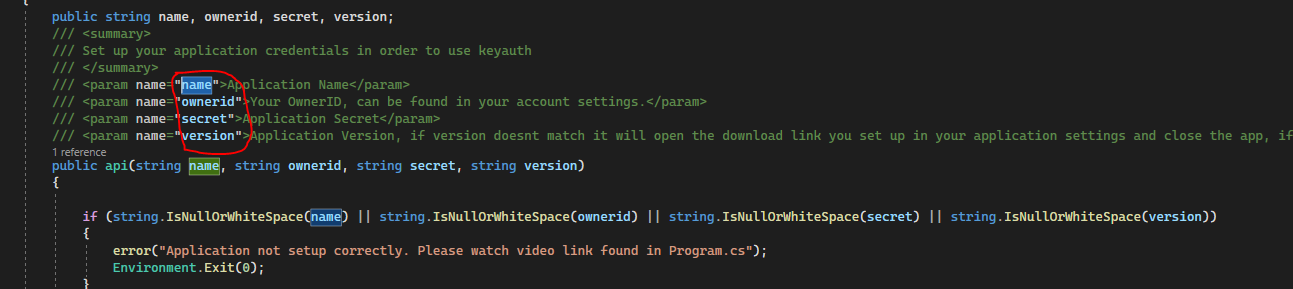 {
public string name, ownerid, secret, version;
/// <summary>
/// Set up your application credentials in order to use keyauth
/// </summary>
/// <param name="name">Application Name</param>
/// <param name="ownerid">Your OwnerID, can be found in your account settings.</param>
/// <param name="secret">Application Secret</param>
/// <param name="version">Application Version, if version doesnt match it will open the download link you set up in your application settings and close the app, if
1 reference
public api(string name, string ownerid, string secret, string version)
{
if (string.IsNullOrWhiteSpace(name) || string.IsNullOrWhiteSpace(ownerid) || string.IsNullOrWhiteSpace(secret) || string.IsNullOrWhiteSpace(version))
{
error("Application not setup correctly. Please watch video link found in Program.cs");
Environment.Exit(0);
}